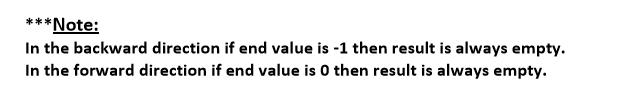 ***Note:
In the backward direction if end value is -1 then result is always empty.
In the forward direction if end value is 0 then result is always empty.